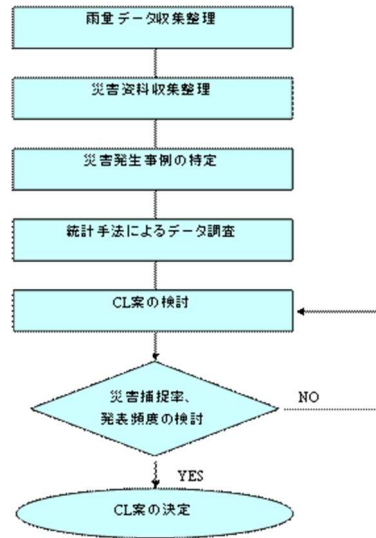 雨量データ収集整理
災害資料収集整理
災害発生事例の特定
統計手法によるデータ調査
CL案の検討
災害捕捉率、
発表頻度の検討
NO
YES
CL案の決定